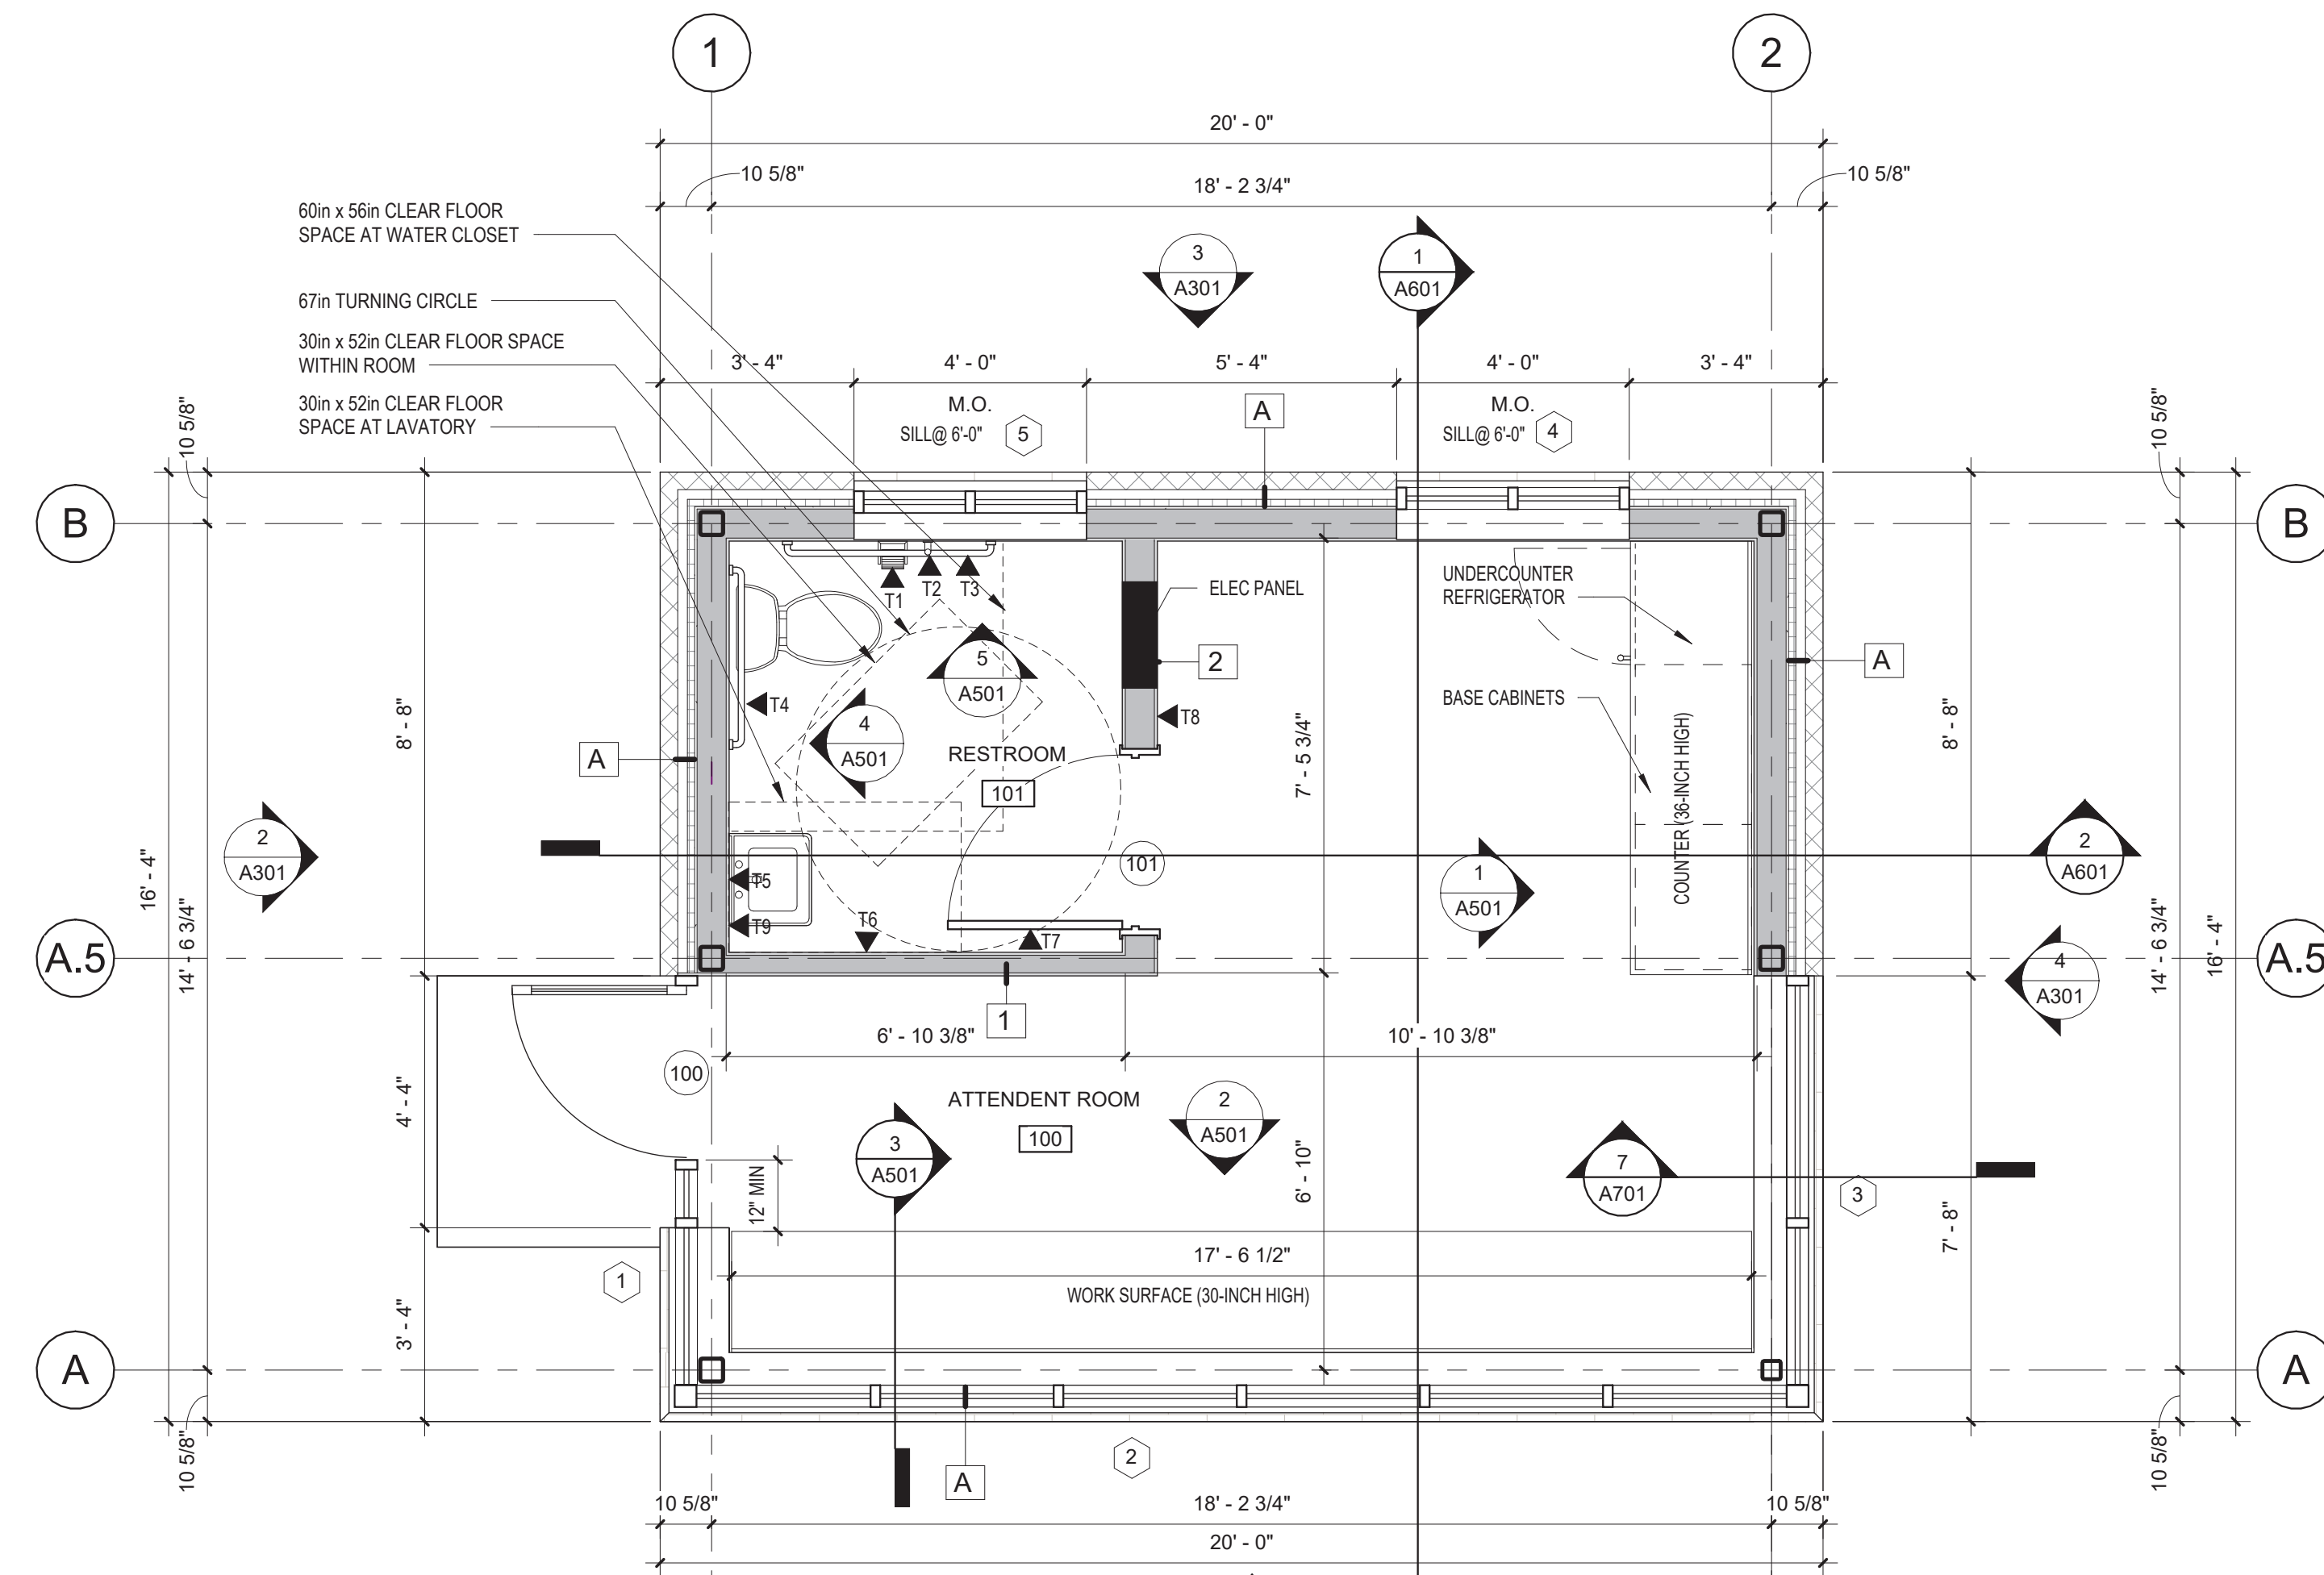 1
2
20' - 0"
10 5/8"
18' - 2 3/4"
10 5/8"
60in x 56in CLEAR FLOOR
SPACE AT WATER CLOSET
67in TURNING CIRCLE
30in x 52in CLEAR FLOOR SPACE
WITHIN ROOM
30in x 52in CLEAR FLOOR
SPACE AT LAVATORY
3
A301
1
A601
3' - 4"
4' - 0"
5' - 4"
4' - 0"
3' - 4"
M.O.
SILL@ 6'-0"
5
A
M.O.
SILL@ 6'-0"
4
10 5/8"
10 5/8"
B
B
T1
T2
T3
ELEC PANEL
UNDERCOUNTER
REFRIGERATOR
5
A501
2
A
T4
4
A501
T8
BASE CABINETS
8' - 8"
RESTROOM
101
7' - 5 3/4"
COUNTER (36-INCH HIGH)
8' - 8"
A
2
A301
16' - 4"
14' - 6 3/4"
101
T5
1
A501
2
A601
T9
T6
T7
A.5
A.5
14' - 6 3/4"
16' - 4"
4
A301
1
6' - 10 3/8"
10' - 10 3/8"
100
4' - 4"
ATTENDENT ROOM
100
2
A501
3
A501
12" MIN
6' - 10"
7
A701
3
7' - 8"
17' - 6 1/2"
1
WORK SURFACE (30-INCH HIGH)
3' - 4"
A
A
10 5/8"
10 5/8"
2
A
10 5/8"
18' - 2 3/4"
10 5/8"
20' - 0"